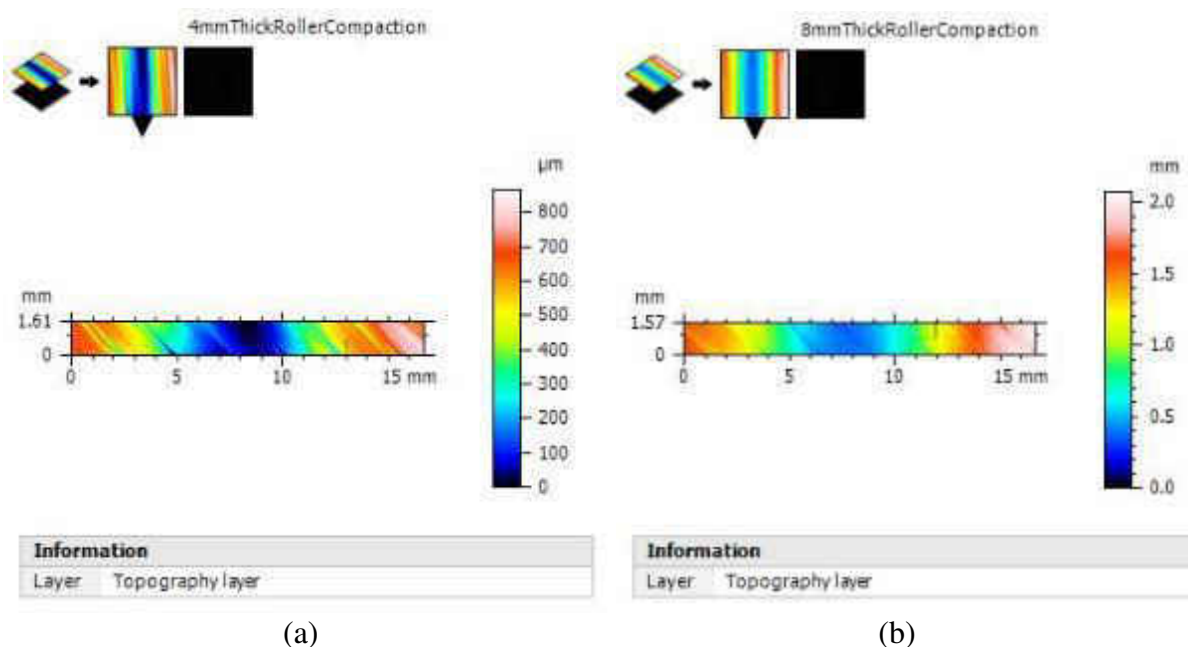 4mmThickRollerCompaction
µm
800
700
600
500
400
300
200
100
0
mm
1.61
0
0 5 10 15 mm
Information
Layer Topography layer
(a)
8mmThickRollerCompaction
mm
2.0
1.5
1.0
0.5
0.0
mm
1.57
0
0 5 10 15 mm
Information
Layer Topography layer
(b)